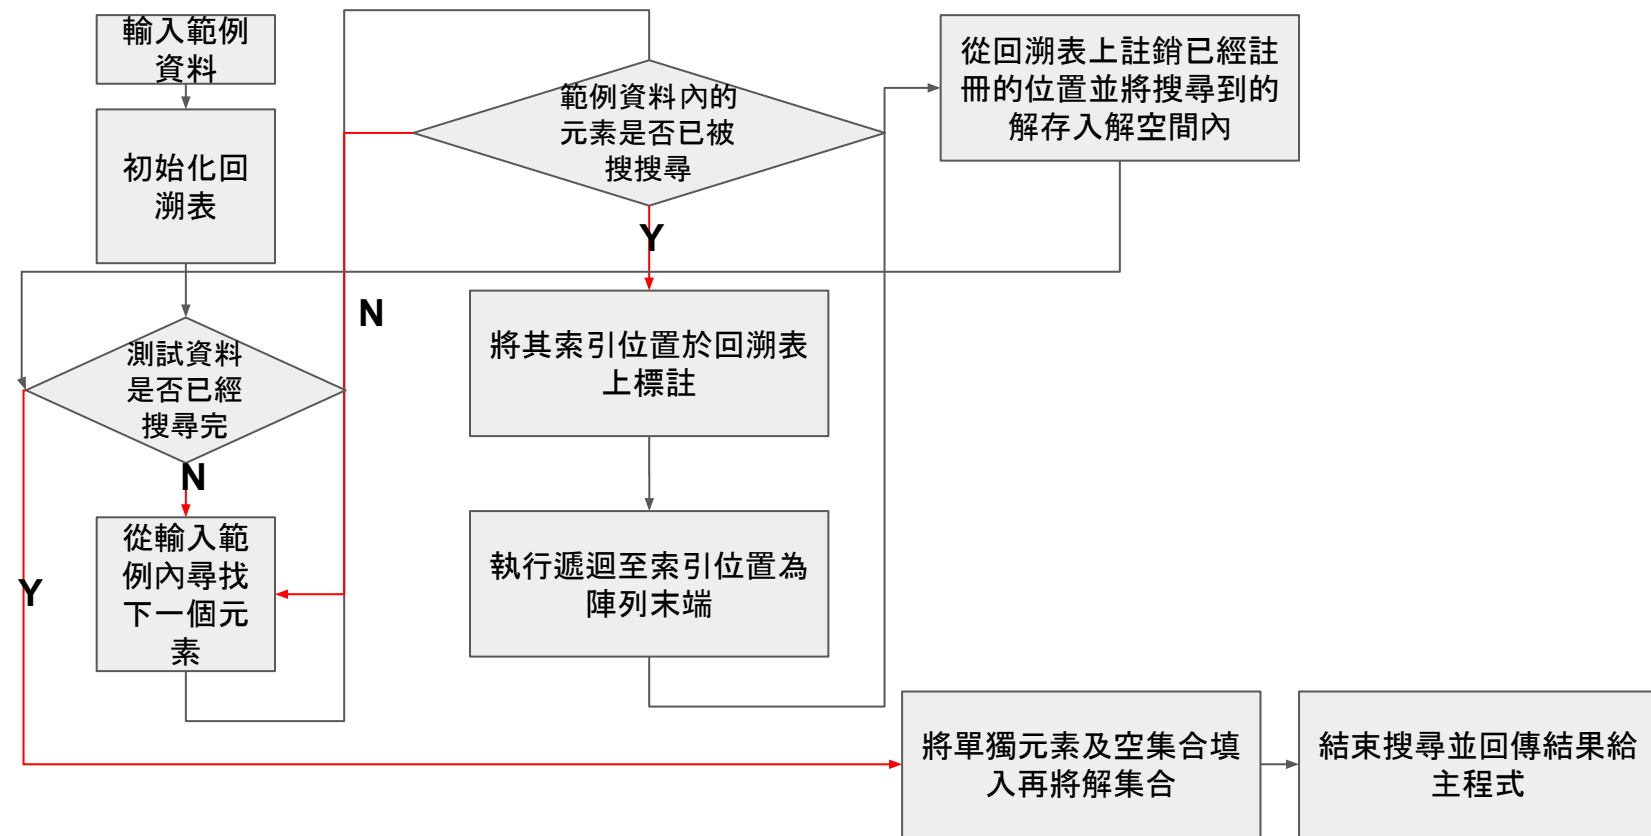 輸入範例
資料
初始化回
溯表
測試資料
是否已經
搜尋完
N
從輸入範
例內尋找
下一個元
素
Y
N
範例資料內的
元素是否已被
搜搜尋
Y
將其索引位置於回溯表
上標註
執行遞迴至索引位置為
陣列末端
從回溯表上註銷已經註
冊的位置並將搜尋到的
解存入解空間內
將單獨元素及空集合填
入再將解集合
結束搜尋並回傳結果給
主程式